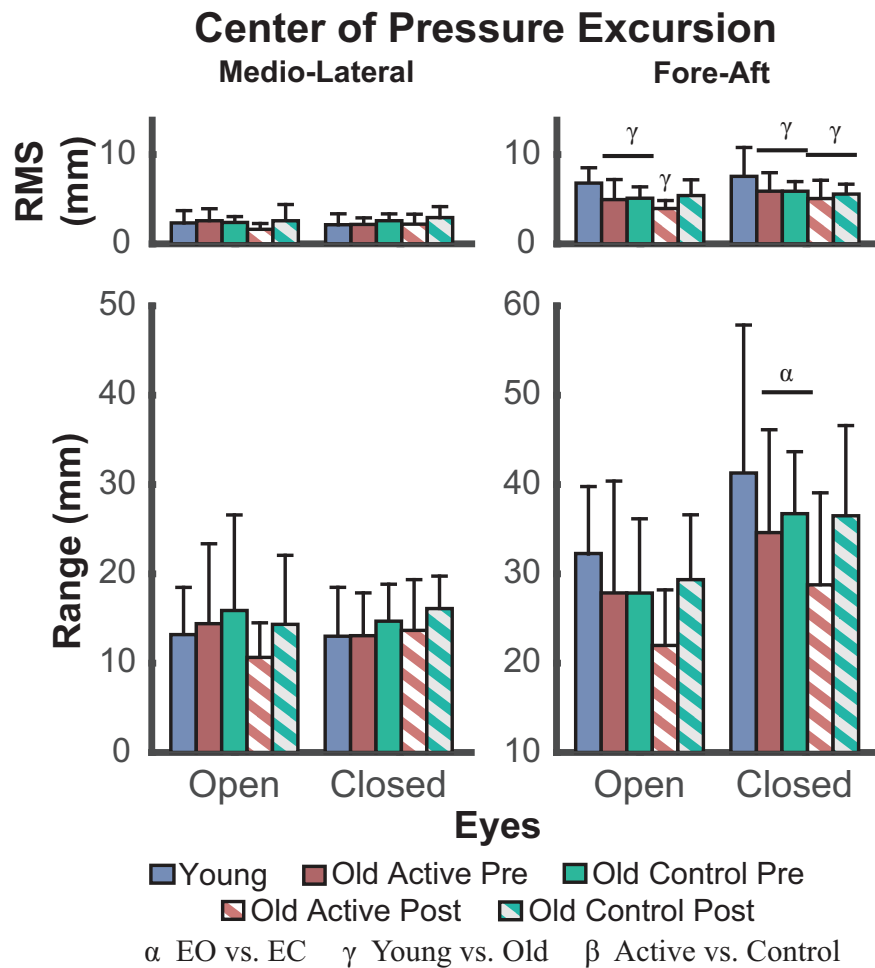 Center of Pressure Excursion
Medio-Lateral Fore-Aft
RMS (mm)
10
0
10
0
γ
γ
γ
γ
Range (mm)
50
40
30
20
10
0
60
50
40
30
20
10
α
Open Closed Open Closed
Eyes
Young Old Active Pre Old Control Pre
Old Active Post Old Control Post
α EO vs. EC γ Young vs. Old β Active vs. Control